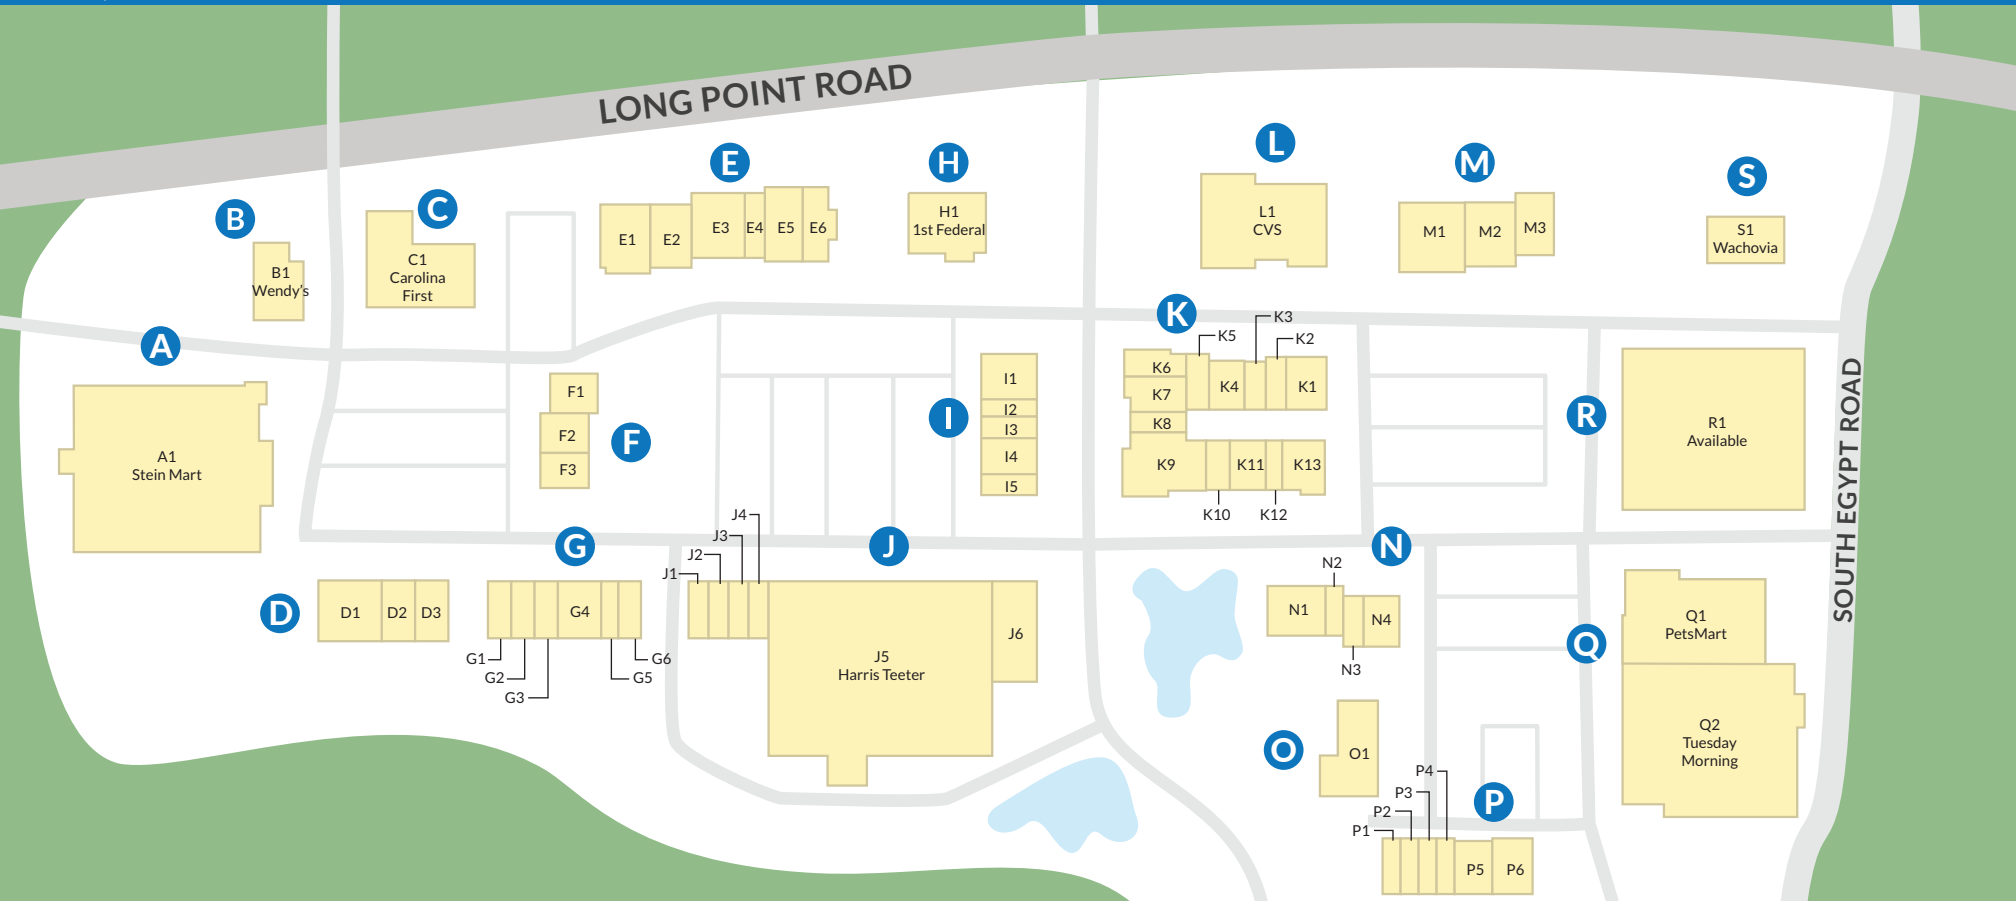 LONG POINT ROAD
SOUTH EGYPT ROAD
A
A1
Stein Mart
B
B1
Wendy's
C
C1
Carolina
First
D
D1
D2
D3
E
E1
E2
E3
E4
E5
E6
F
F1
F2
F3
G
G1
G2
G3
G4
G5
G6
H
H1
1st Federal
I
I1
I2
I3
I4
I5
J
J1
J2
J3
J4
J5
Harris Teeter
J6
K
K1
K2
K3
K4
K5
K6
K7
K8
K9
K10
K11
K12
K13
L
L1
CVS
M
M1
M2
M3
N
N1
N2
N3
N4
O
O1
P
P1
P2
P3
P4
P5
P6
Q
Q1
PetsMart
Q2
Tuesday
Morning
R
R1
Available
S
S1
Wachovia